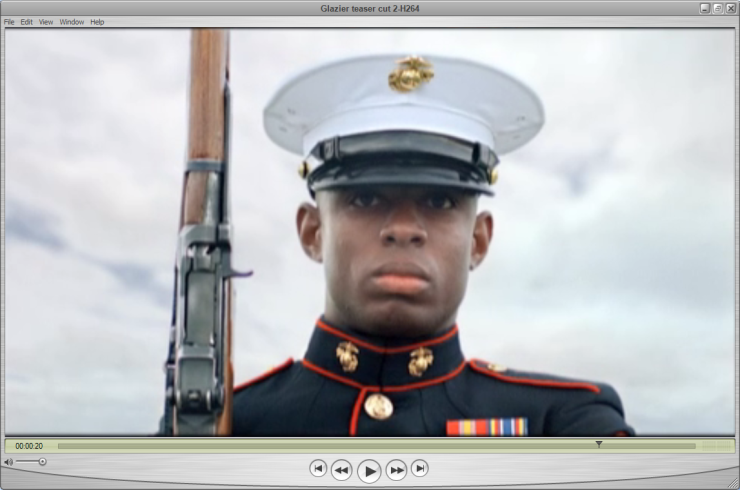 Glazier teaser cut 2-H264
File Edit View Window Help
00:00:20